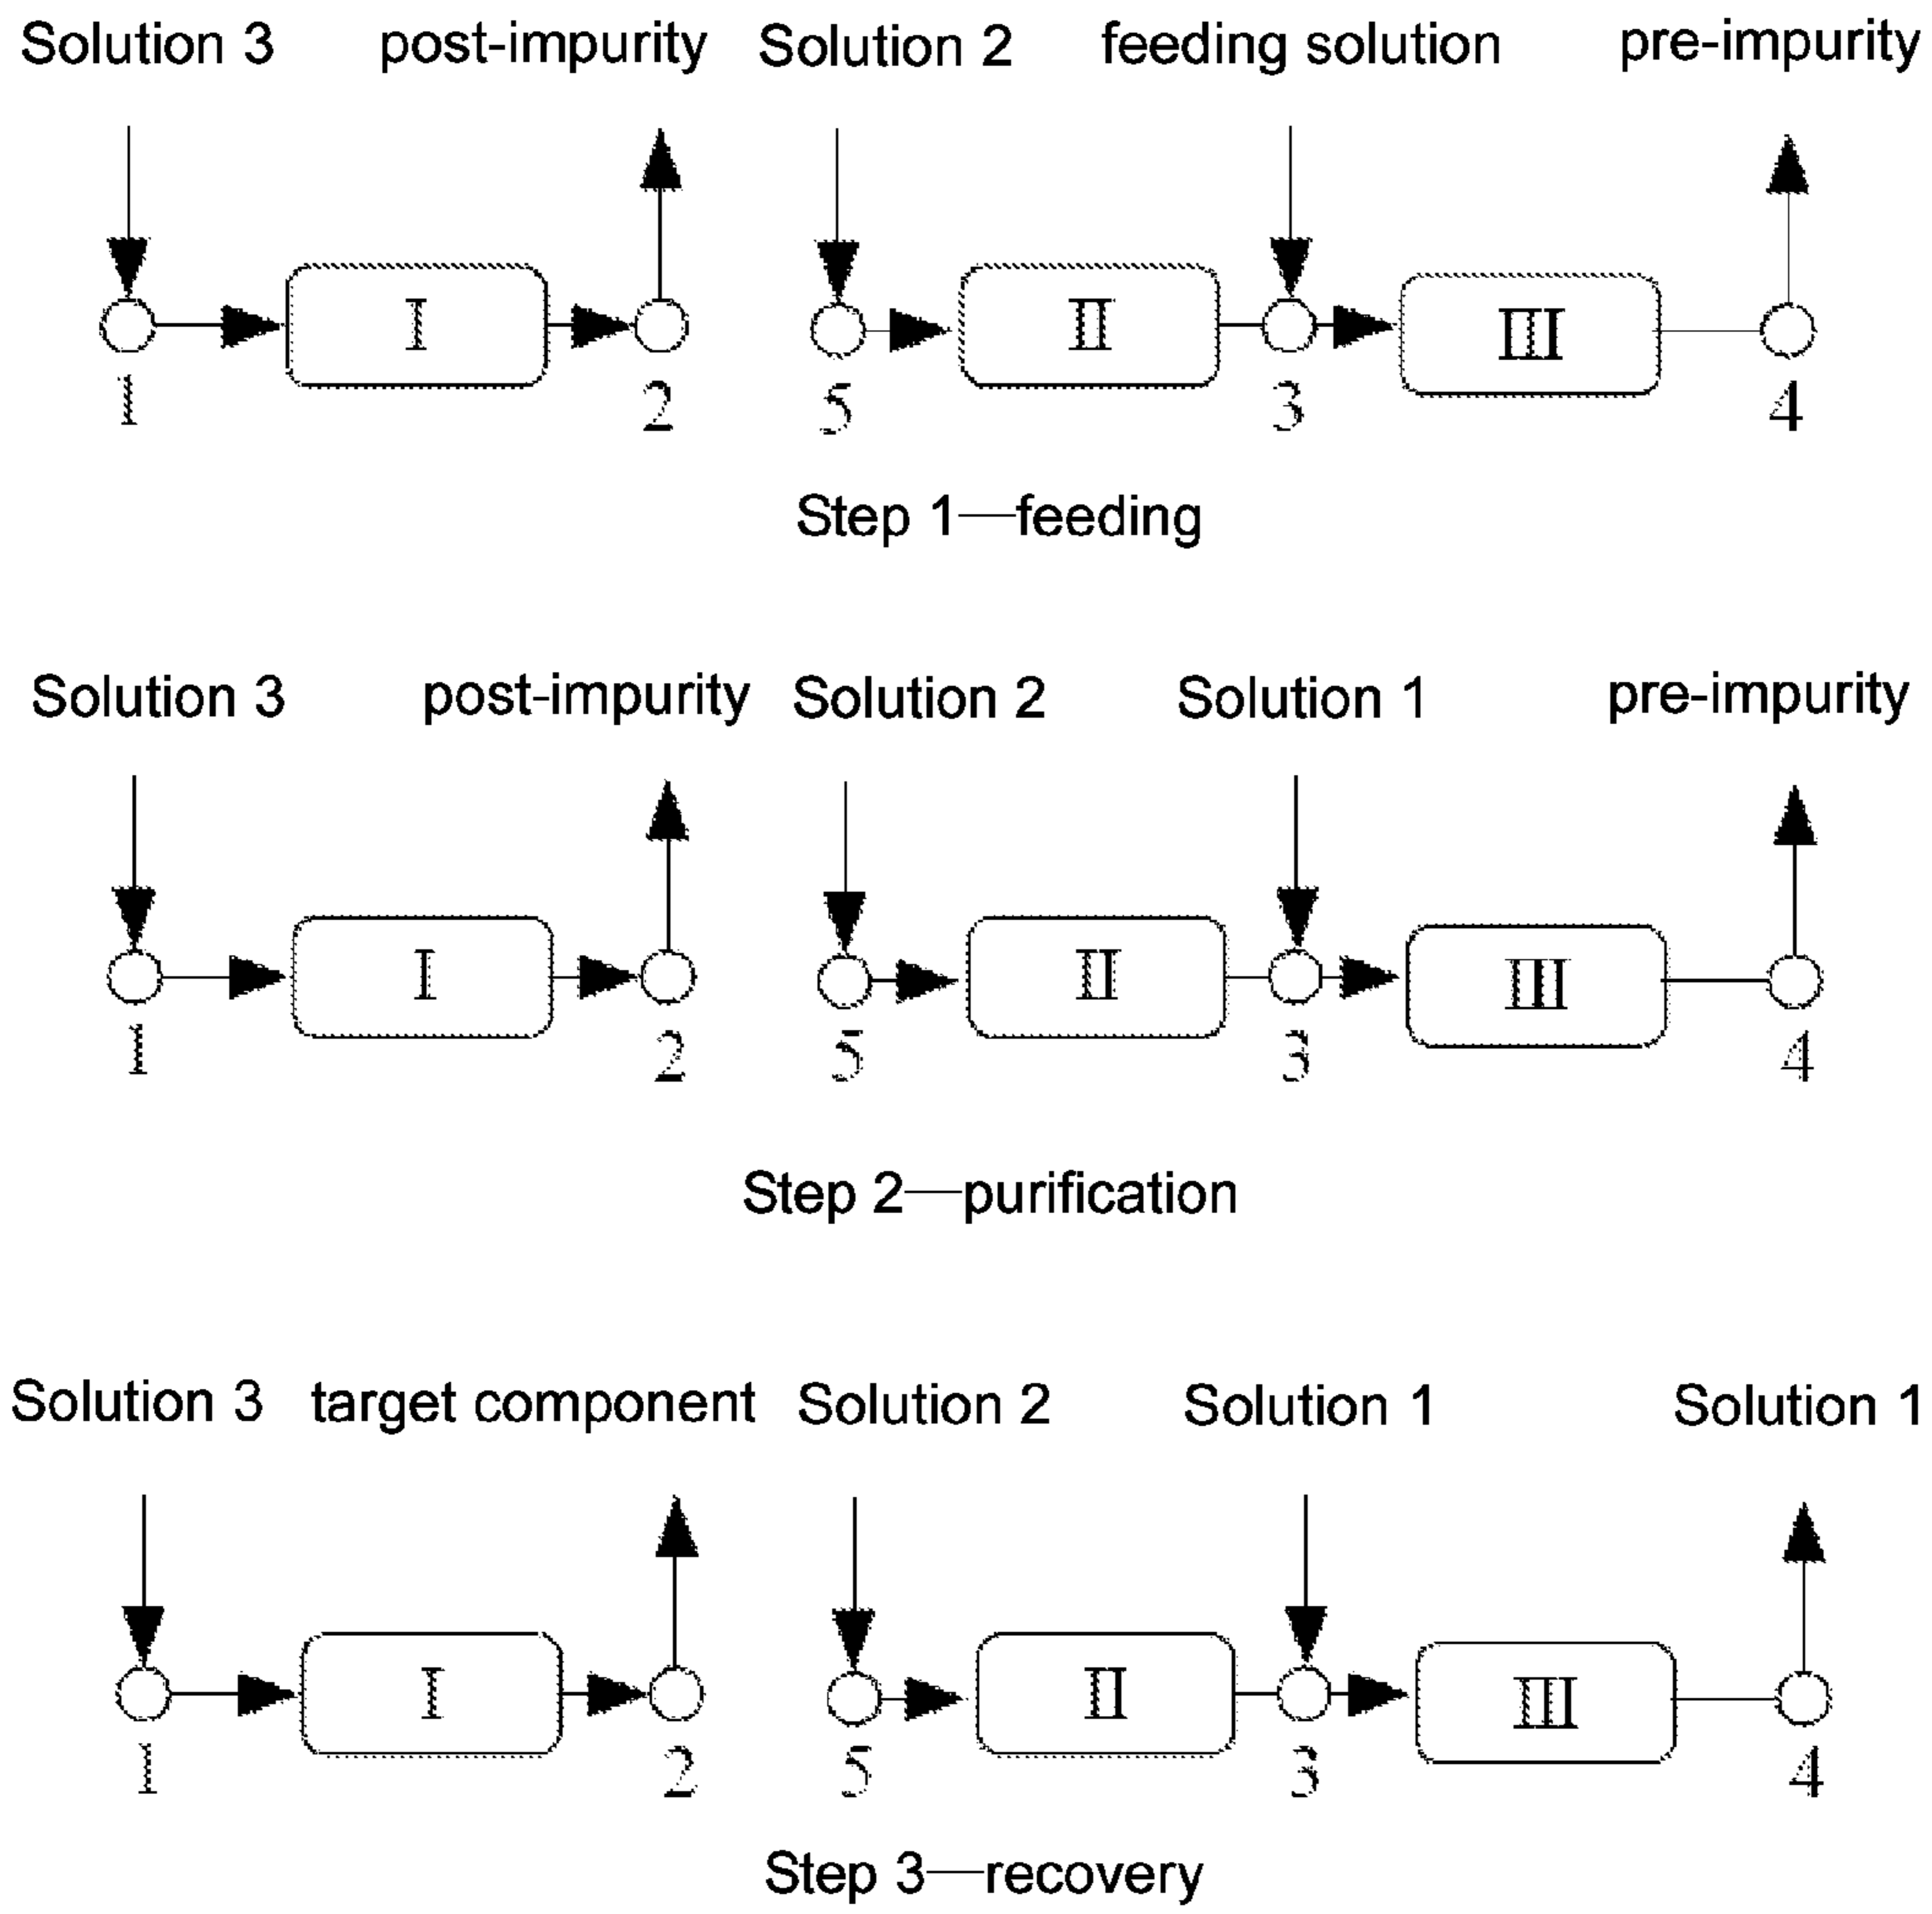 Solution 3 post-impurity Solution 2 feeding solution pre-impurity
I II III
1 2 5 3 4
Step 1—feeding
Solution 3 post-impurity Solution 2 Solution 1 pre-impurity
I II III
1 2 5 3 4
Step 2—purification
Solution 3 target component Solution 2 Solution 1 Solution 1
I II III
1 2 5 3 4
Step 3—recovery